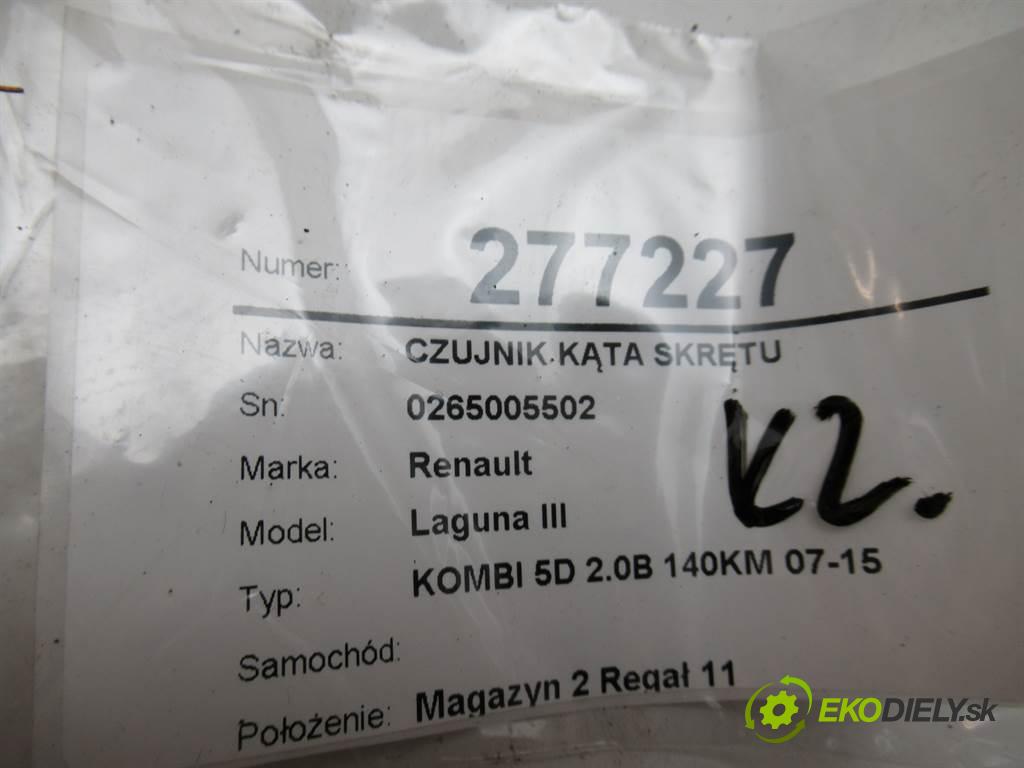 Numer: 277227
Nazwa: CZUJNIK KĄTA SKRĘTU
Sn: 0265005502
Marka: Renault
Model: Laguna III
Typ: KOMBI 5D 2.0B 140KM 07-15
Samochód:
Położenie: Magazyn 2 Regał 11
EKODIELY.sk